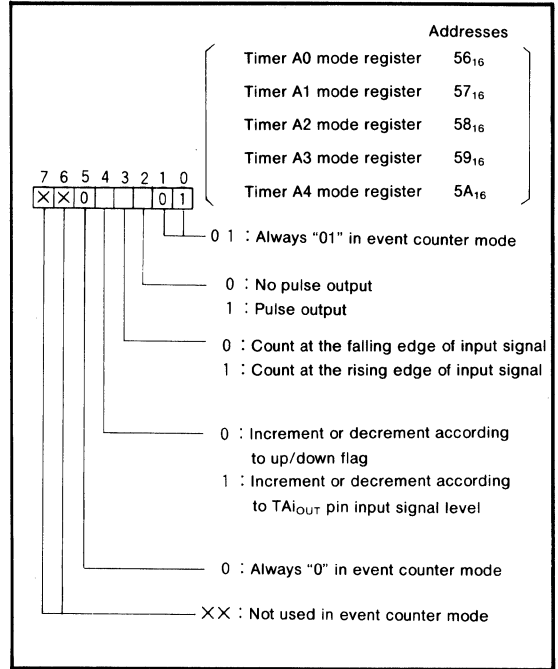 Addresses
Timer A0 mode register 56₁₆
Timer A1 mode register 57₁₆
Timer A2 mode register 58₁₆
Timer A3 mode register 59₁₆
Timer A4 mode register 5A₁₆
7 6 5 4 3 2 1 0
× × 0 0 1
0 1 : Always “01” in event counter mode
0 : No pulse output
1 : Pulse output
0 : Count at the falling edge of input signal
1 : Count at the rising edge of input signal
0 : Increment or decrement according
to up/down flag
1 : Increment or decrement according
to TAiOUT pin input signal level
0 : Always “0” in event counter mode
×× : Not used in event counter mode